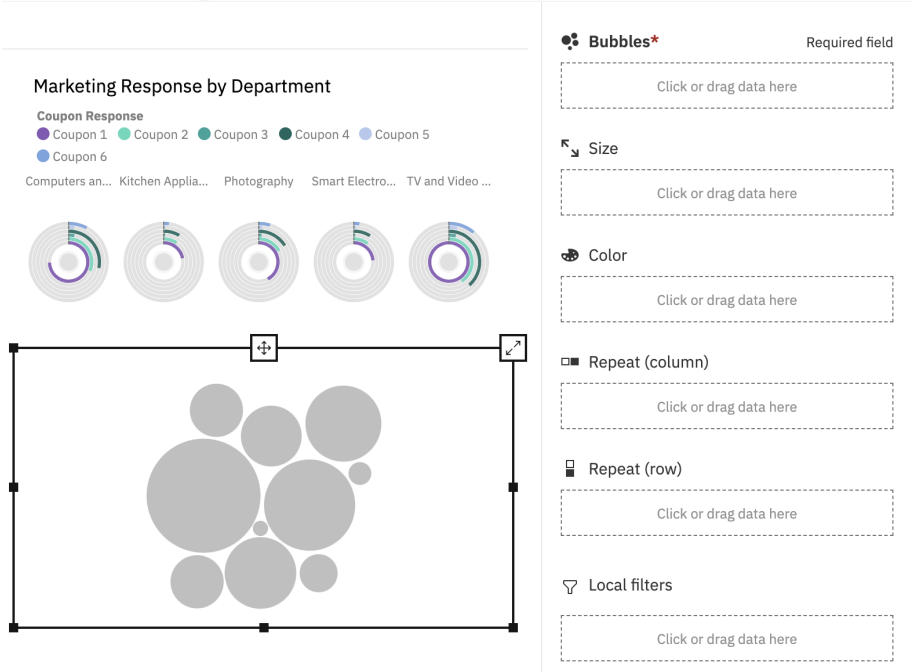 Marketing Response by Department
Coupon Response
Coupon 1 Coupon 2 Coupon 3 Coupon 4 Coupon 5
Coupon 6
Computers an... Kitchen Applia... Photography Smart Electro... TV and Video ...
Bubbles* Required field
Click or drag data here
Size
Click or drag data here
Color
Click or drag data here
Repeat (column)
Click or drag data here
Repeat (row)
Click or drag data here
Local filters
Click or drag data here